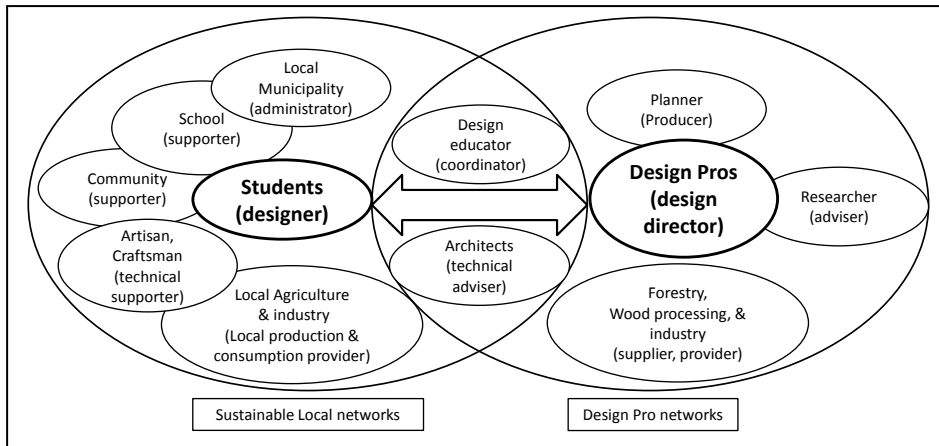 Local
Municipality
(administrator)
School
(supporter)
Community
(supporter)
Students
(designer)
Artisan,
Craftsman
(technical
supporter)
Local Agriculture
& industry
(Local production &
consumption provider)
Design
educator
(coordinator)
Architects
(technical
adviser)
Planner
(Producer)
Design Pros
(design
director)
Researcher
(adviser)
Forestry,
Wood processing, &
industry
(supplier, provider)
Sustainable Local networks
Design Pro networks